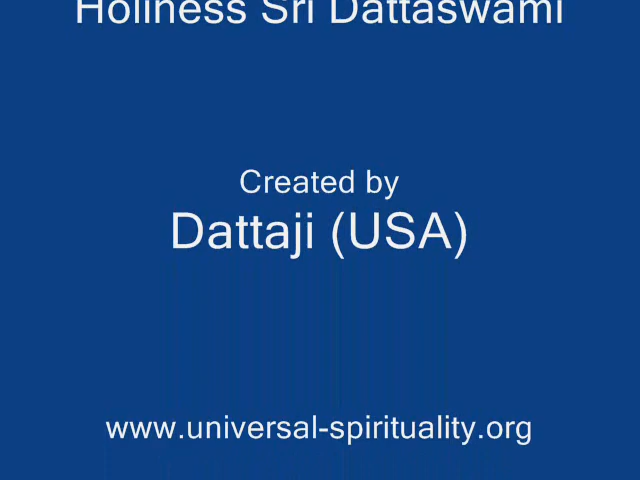 Holiness Sri Dattaswami
Created by
Dattaji (USA)
www.universal-spirituality.org